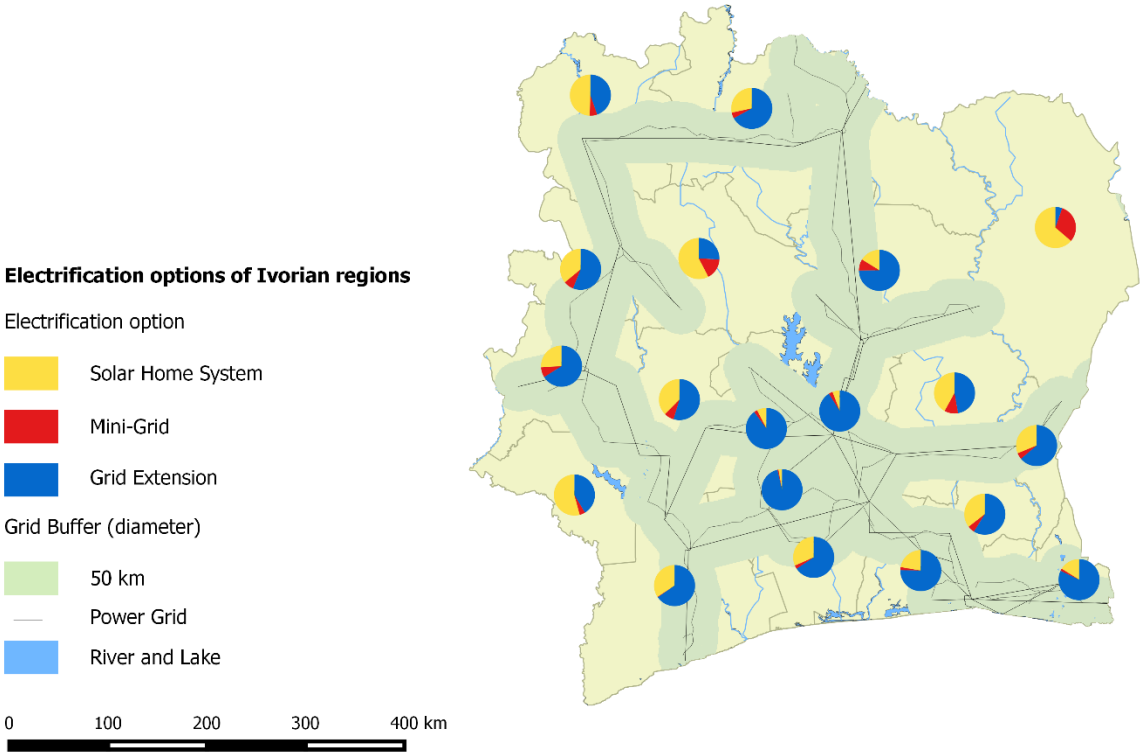 Electrification options of Ivorian regions
Electrification option
Solar Home System
Mini-Grid
Grid Extension
Grid Buffer (diameter)
50 km
Power Grid
River and Lake
0 100 200 300 400 km